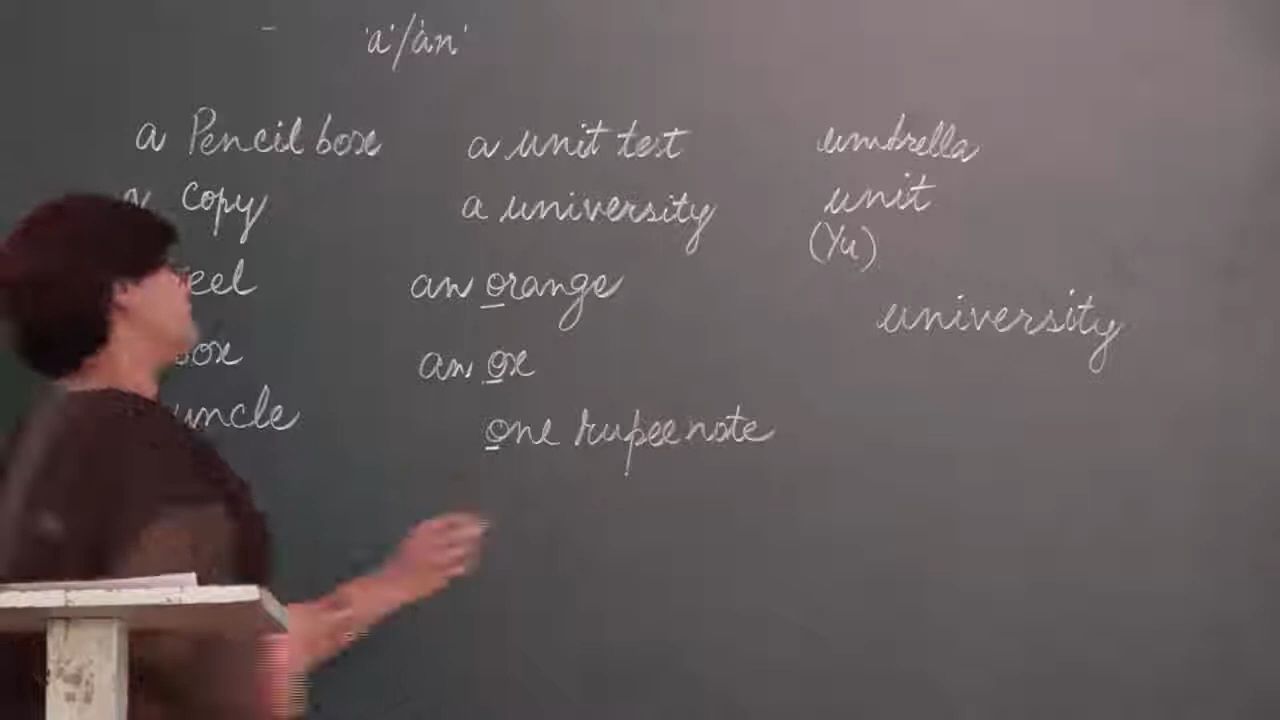 'a'/'an'
a Pencil box
copy
eel
box
uncle
a unit test
a university
an orange
an ox
one rupee note
umbrella
unit
(Yu)
university